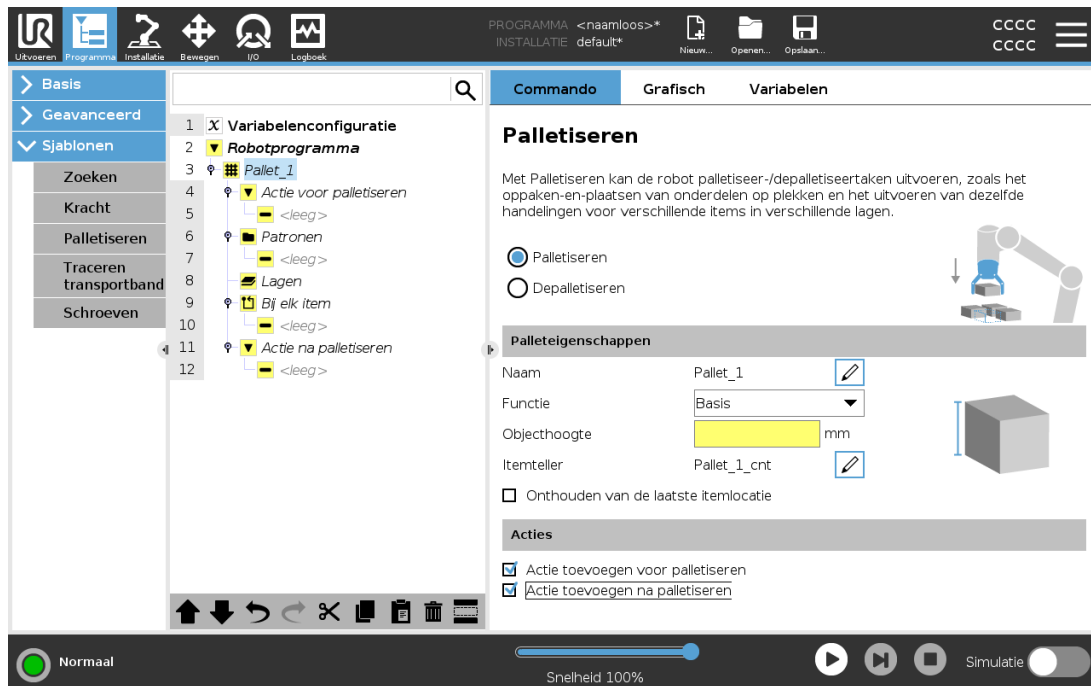 PROGRAMMA <naamloos>*
INSTALLATIE default*
CCCC
CCCC
Uitvoeren Programma Installatie Bewegen I/O Logboek Nieuw... Openen... Opslaan...
Basis
Geavanceerd
Sjablonen
Zoeken
Kracht
Palletiseren
Traceren
transportband
Schroeven
1 X Variabelenconfiguratie
2 Robotprogramma
3 Pallet_1
4 Actie voor palletiseren
5 <leeg>
6 Patronen
7 <leeg>
8 Lagen
9 Bij elk item
10 <leeg>
11 Actie na palletiseren
12 <leeg>
Commando Grafisch Variabelen
Palletiseren
Met Palletiseren kan de robot palletiseer-/depalletiseertaken uitvoeren, zoals het
oppaken-en-plaatsen van onderdelen op plekken en het uitvoeren van dezelfde
handelingen voor verschillende items in verschillende lagen.
Palletiseren
Depalletiseren
Palleteigenschappen
Naam Pallet_1
Functie Basis
Objecthoogte mm
Itemteller Pallet_1_cnt
Onthouden van de laatste itemlocatie
Acties
Actie toevoegen voor palletiseren
Actie toevoegen na palletiseren
Normaal
Snelheid 100%
Simulatie